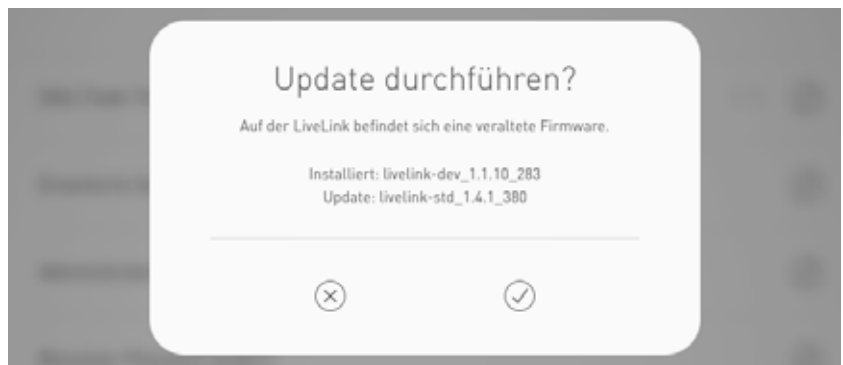 Update durchführen?
Auf der LiveLink befindet sich eine veraltete Firmware.
Installiert: livelink-dev_1.1.10_283
Update: livelink-std_1.4.1_380